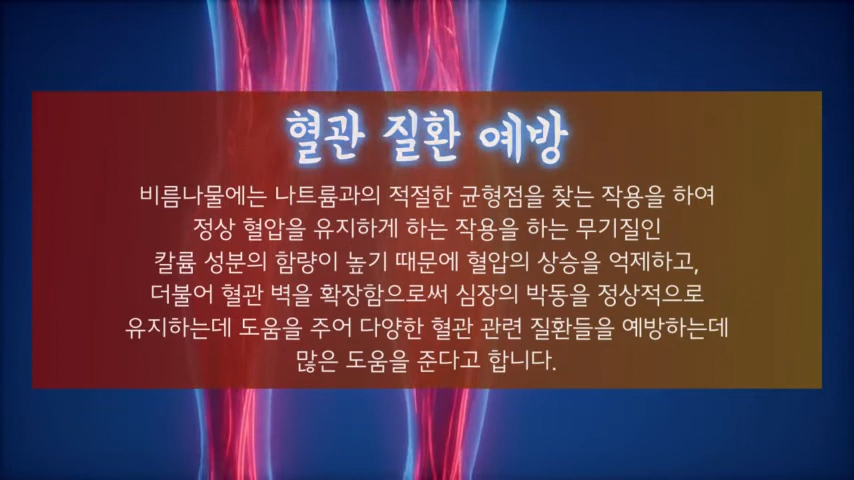 혈관 질환 예방
비름나물에는 나트륨과의 적절한 균형점을 찾는 작용을 하여
정상 혈압을 유지하게 하는 작용을 하는 무기질인
칼륨 성분의 함량이 높기 때문에 혈압의 상승을 억제하고,
더불어 혈관 벽을 확장함으로써 심장의 박동을 정상적으로
유지하는데 도움을 주어 다양한 혈관 관련 질환들을 예방하는데
많은 도움을 준다고 합니다.